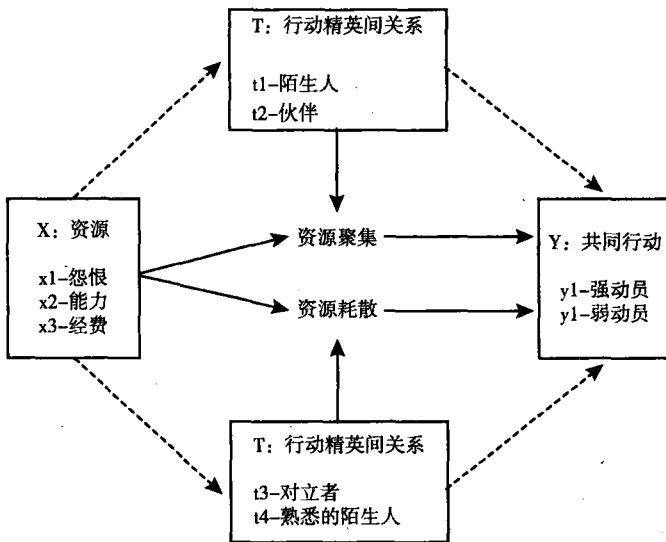 T：行动精英间关系
t1-陌生人
t2-伙伴
X：资源
x1-怨恨
x2-能力
x3-经费
资源聚集
资源耗散
Y：共同行动
y1-强动员
y1-弱动员
T：行动精英间关系
t3-对立者
t4-熟悉的陌生人